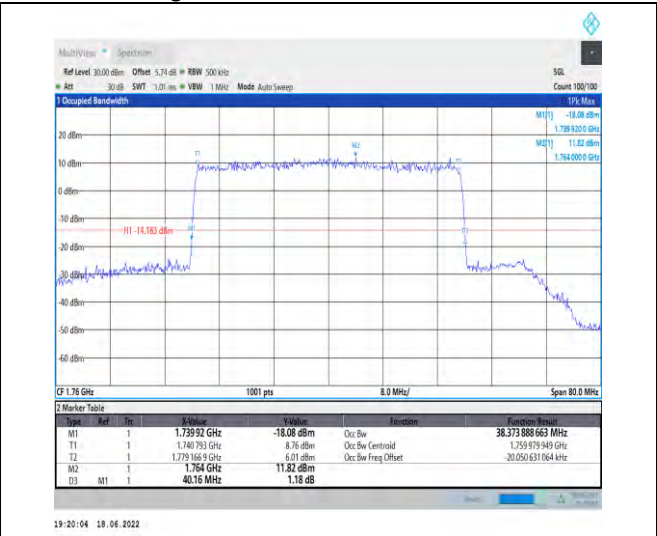 MultiView Spectrum
Ref Level 30.00 dBm Offset 5.74 dB RBW 500 kHz SGL
Att 30 dB SWT 1.01 ms VBW 1 MHz Mode Auto Sweep Count 100/100
1 Occupied Bandwidth 1Pk Max
M1[1] -18.08 dBm
1.739 920 0 GHz
M2[1] 11.82 dBm
1.764 000 0 GHz
20 dBm
10 dBm
0 dBm
-10 dBm
-20 dBm
-30 dBm
-40 dBm
-50 dBm
-60 dBm
T1
M2
M1
H1 -14.183 dBm
CF 1.76 GHz 1001 pts 8.0 MHz/ Span 80.0 MHz
2 Marker Table
Type Ref Trc X-Value Y-Value Function Function Result
M1 1 1.739 92 GHz -18.08 dBm Occ Bw 38.373 888 663 MHz
T1 1 1.740 793 GHz 8.76 dBm Occ Bw Centroid 1.759 979 949 GHz
T2 1 1.779 166 9 GHz 6.01 dBm Occ Bw Freq Offset -20.050 631 064 kHz
M2 1 1.764 GHz 11.82 dBm
D3 M1 1 40.16 MHz 1.18 dB
19:20:04 18.06.2022